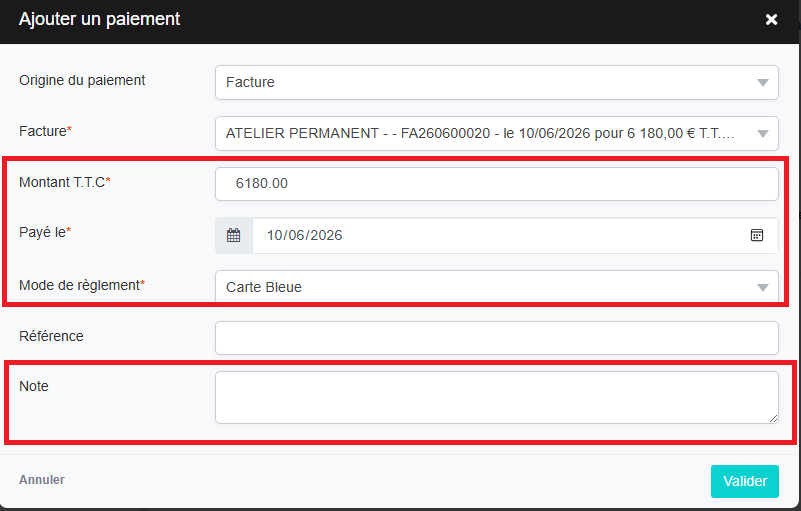 Ajouter un paiement
Origine du paiement
Facture
Facture*
ATELIER PERMANENT - - FA260600020 - le 10/06/2026 pour 6 180,00 € T.T....
Montant T.T.C*
6180.00
Payé le*
10/06/2026
Mode de règlement*
Carte Bleue
Référence
Note
Annuler
Valider